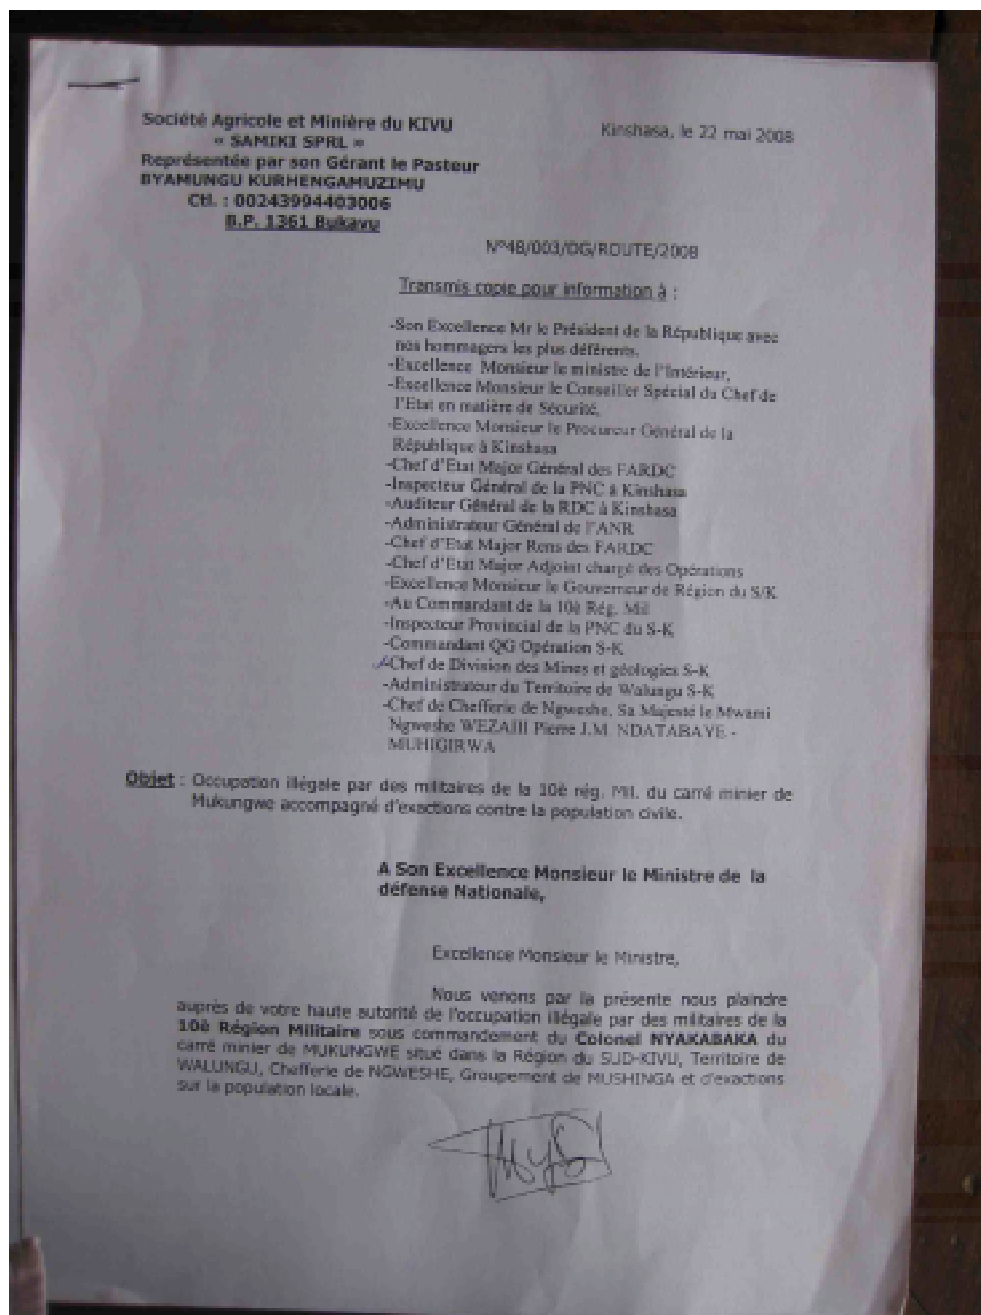 Société Agricole et Minière du KIVU
« SAMIKI SPRL »
Représentée par son Gérant le Pasteur
BYAMUNGU KURHENGAMUZIMU
Ctl. : 00243994403006
B.P. 1361 Bukavu
Kinshasa, le 22 mai 2008
N°48/003/DG/ROUTE/2008
Transmis copie pour information à :
-Son Excellence Mr le Président de la République avec
nos hommagers les plus déférents.
-Excellence Monsieur le ministre de l'Intérieur,
-Excellence Monsieur le Conseiller Spécial du Chef de
l'Etat en matière de Sécurité,
-Excellence Monsieur le Procureur Général de la
République à Kinshasa
-Chef d'Etat Major Général des FARDC
-Inspecteur Général de la PNC à Kinshasa
-Auditeur Général de la RDC à Kinshasa
-Administrateur Général de l'ANR
-Chef d'Etat Major Rens des FARDC
-Chef d'Etat Major Adjoint chargé des Opérations
-Excellence Monsieur le Gouverneur de Région du S/K
-Au Commandant de la 10è Rég. Mil
-Inspecteur Provincial de la PNC du S-K
-Commandant QG Opération S-K
-Chef de Division des Mines et géologies S-K
-Administrateur du Territoire de Walungu S-K
-Chef de Chefferie de Ngweshe, Sa Majesté le Mwami
Ngweshe WEZAIII Pierre J.M. NDATABAYE -
MUHIGIRWA
Objet : Occupation illégale par des militaires de la 10è rég. Mil. du carré minier de
Mukungwe accompagné d'exactions contre la population civile.
A Son Excellence Monsieur le Ministre de la
défense Nationale,
Excellence Monsieur le Ministre,
Nous venons par la présente nous plaindre
auprès de votre haute autorité de l'occupation illégale par des militaires de la
10è Région Militaire sous commandement du Colonel NYAKABAKA du
carré minier de MUKUNGWE situé dans la Région du SUD-KIVU, Territoire de
WALUNGU, Chefferie de NGWESHE, Groupement de MUSHINGA et d'exactions
sur la population locale.